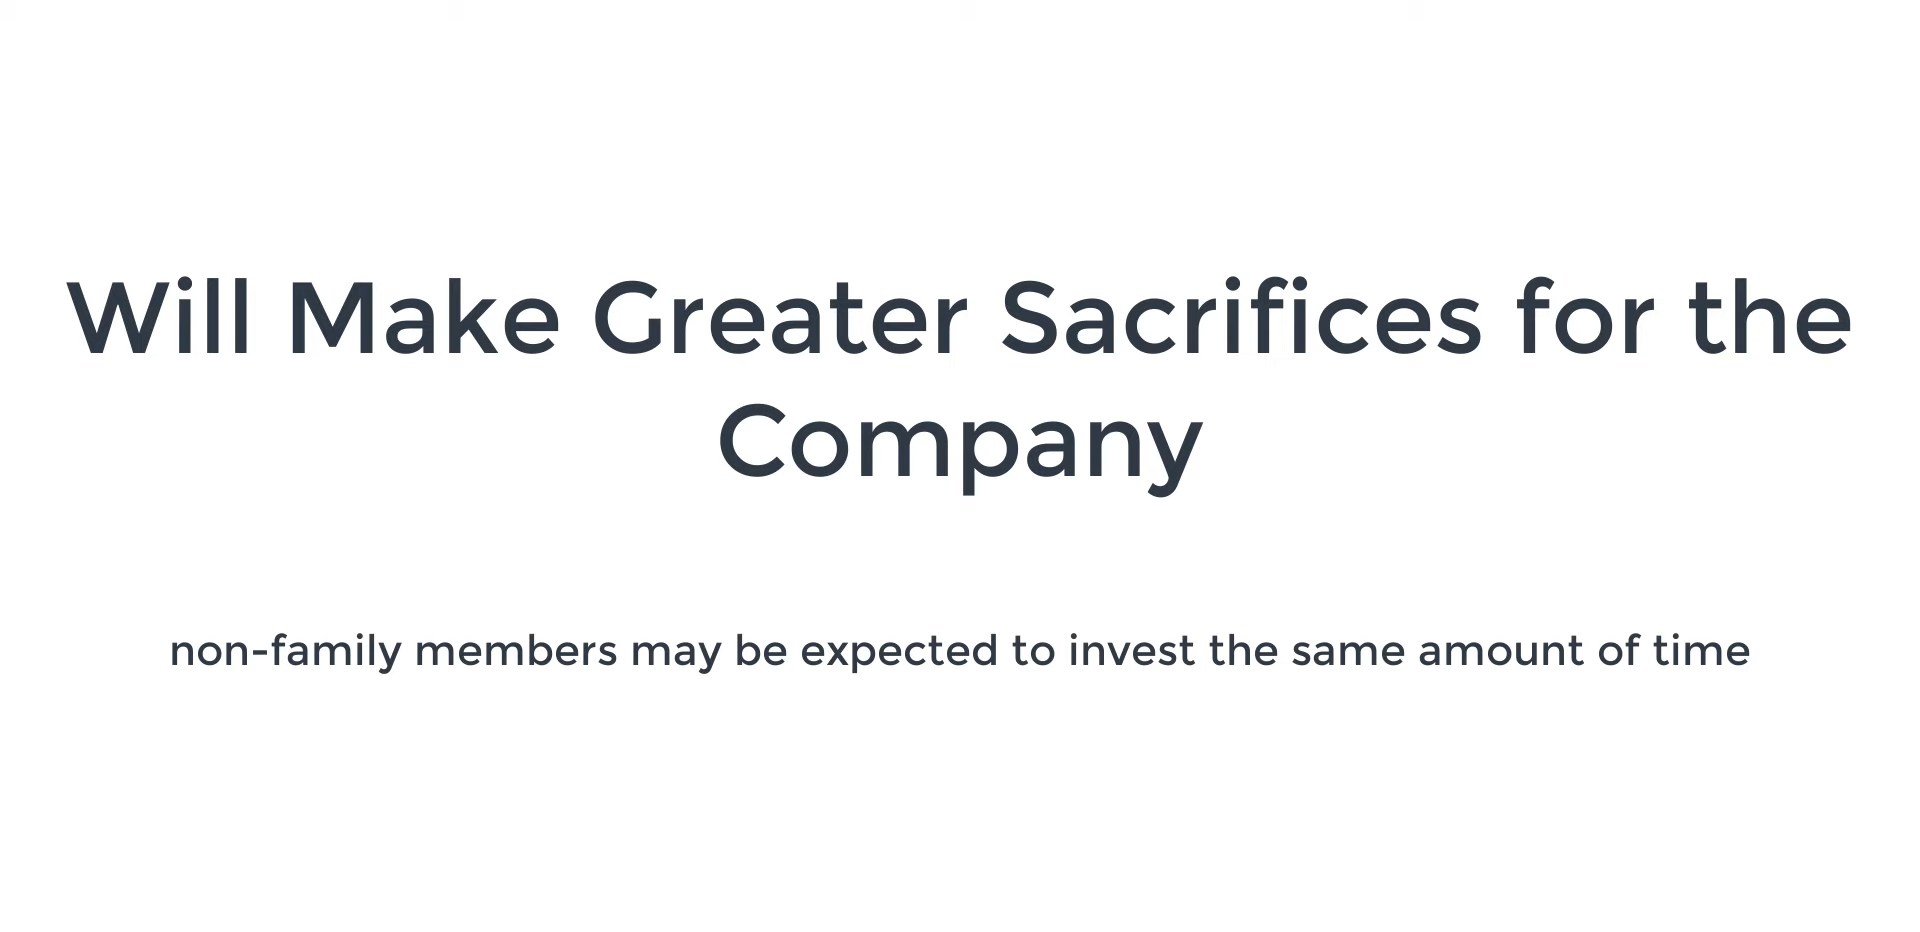 Will Make Greater Sacrifices for the
Company
non-family members may be expected to invest the same amount of time